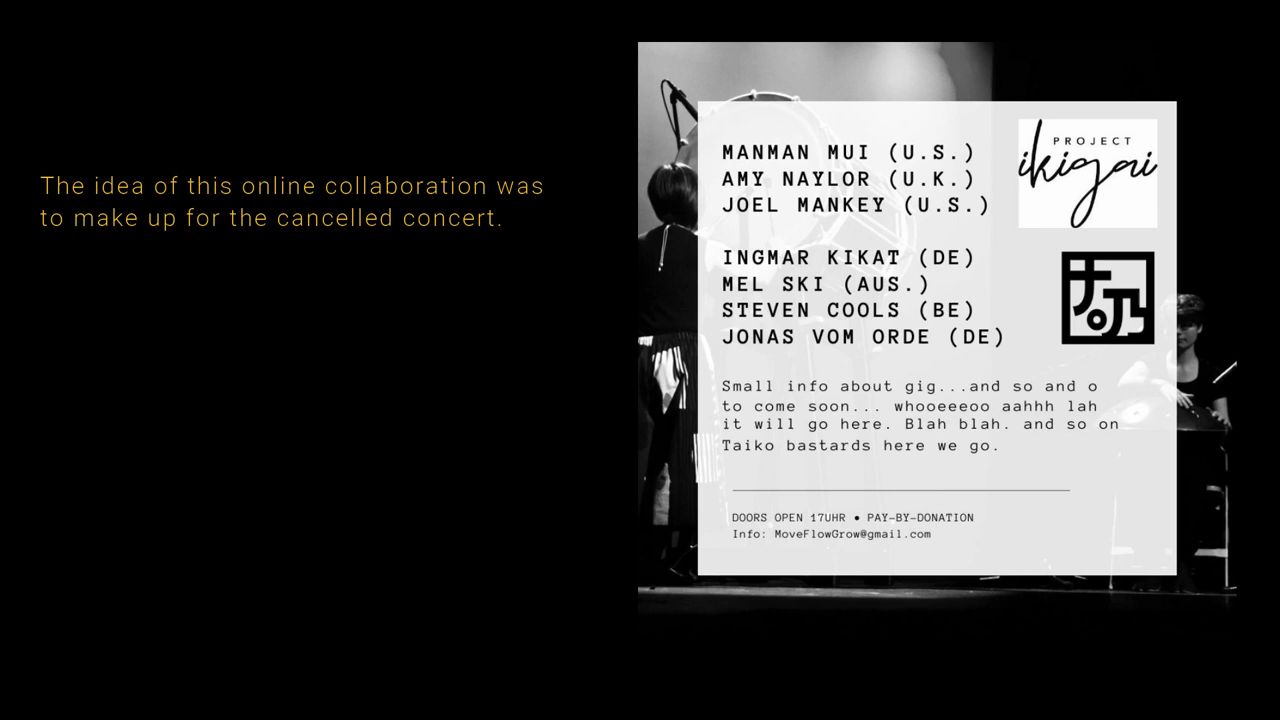 The idea of this online collaboration was
to make up for the cancelled concert.
MANMAN MUI (U.S.)
AMY NAYLOR (U.K.)
JOEL MANKEY (U.S.)
PROJECT
ikigai
INGMAR KIKAT (DE)
MEL SKI (AUS.)
STEVEN COOLS (BE)
JONAS VOM ORDE (DE)
Small info about gig...and so and o
to come soon... whooeeeoo aahhh lah
it will go here. Blah blah. and so on
Taiko bastards here we go.
DOORS OPEN 17UHR • PAY-BY-DONATION
Info: MoveFlowGrow@gmail.com